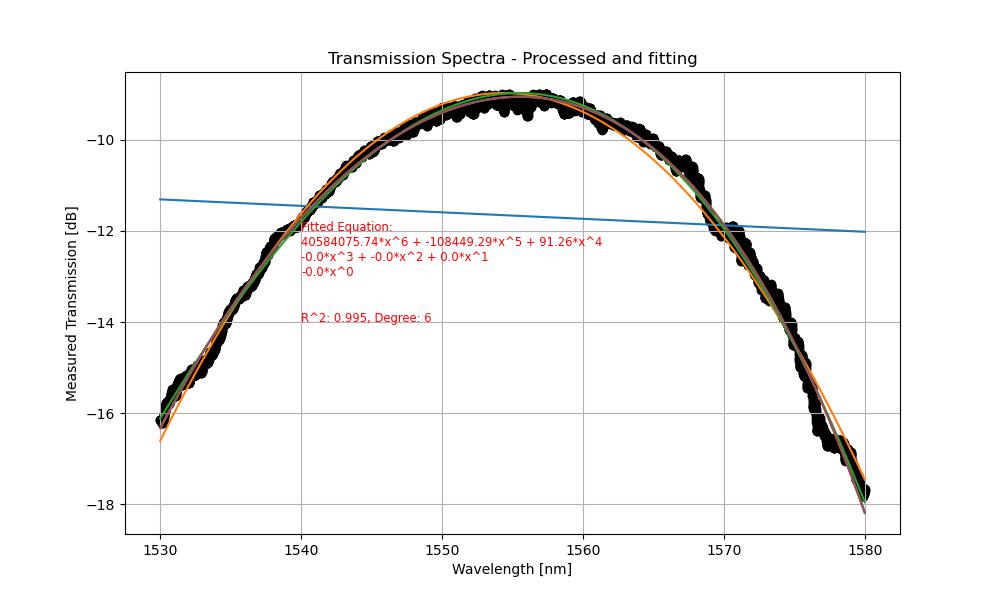 Transmission Spectra - Processed and fitting
Measured Transmission [dB]
−10
−12
−14
−16
−18
Fitted Equation:
40584075.74*x^6 + -108449.29*x^5 + 91.26*x^4
-0.0*x^3 + -0.0*x^2 + 0.0*x^1
-0.0*x^0
R^2: 0.995, Degree: 6
1530 1540 1550 1560 1570 1580
Wavelength [nm]